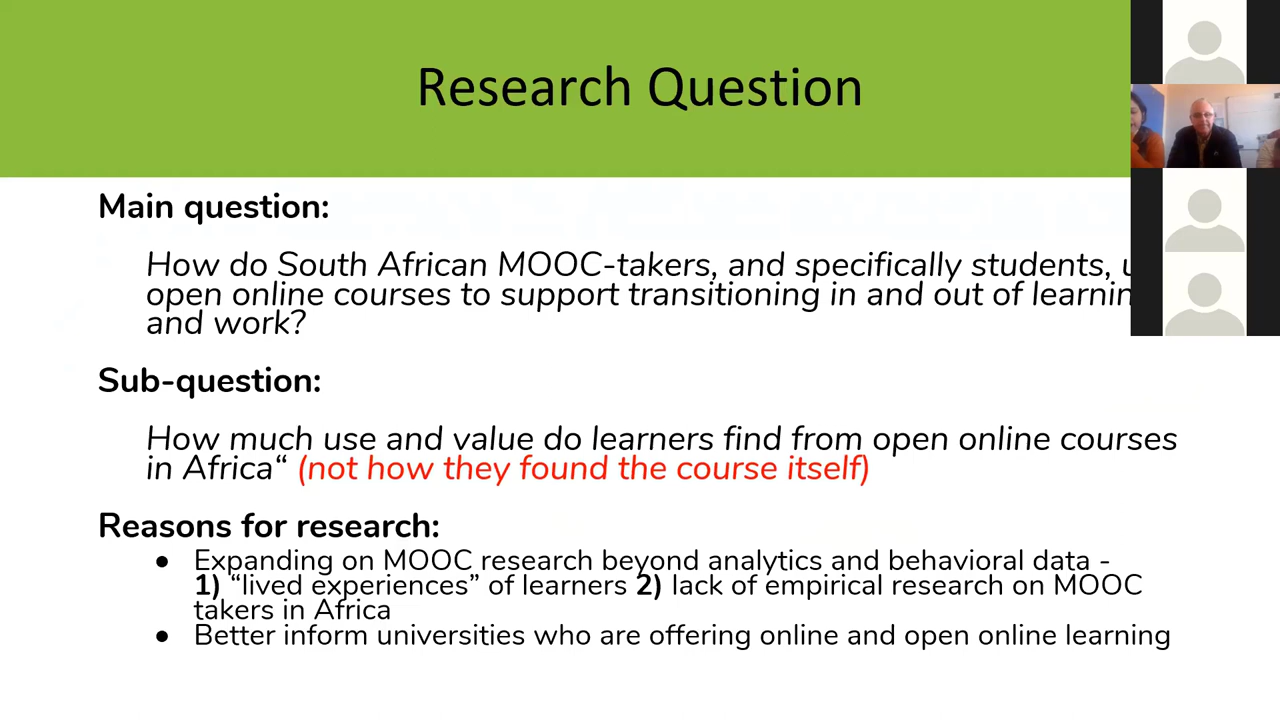 Research Question
Main question:
How do South African MOOC-takers, and specifically students,
open online courses to support transitioning in and out of
and work?
Sub-question:
How much use and value do learners find from open online courses
in Africa“ (not how they found the course itself)
Reasons for research:
● Expanding on MOOC research beyond analytics and behavioral data -
1) “lived experiences” of learners 2) lack of empirical research on MOOC
takers in Africa
● Better inform universities who are offering online and open online learning